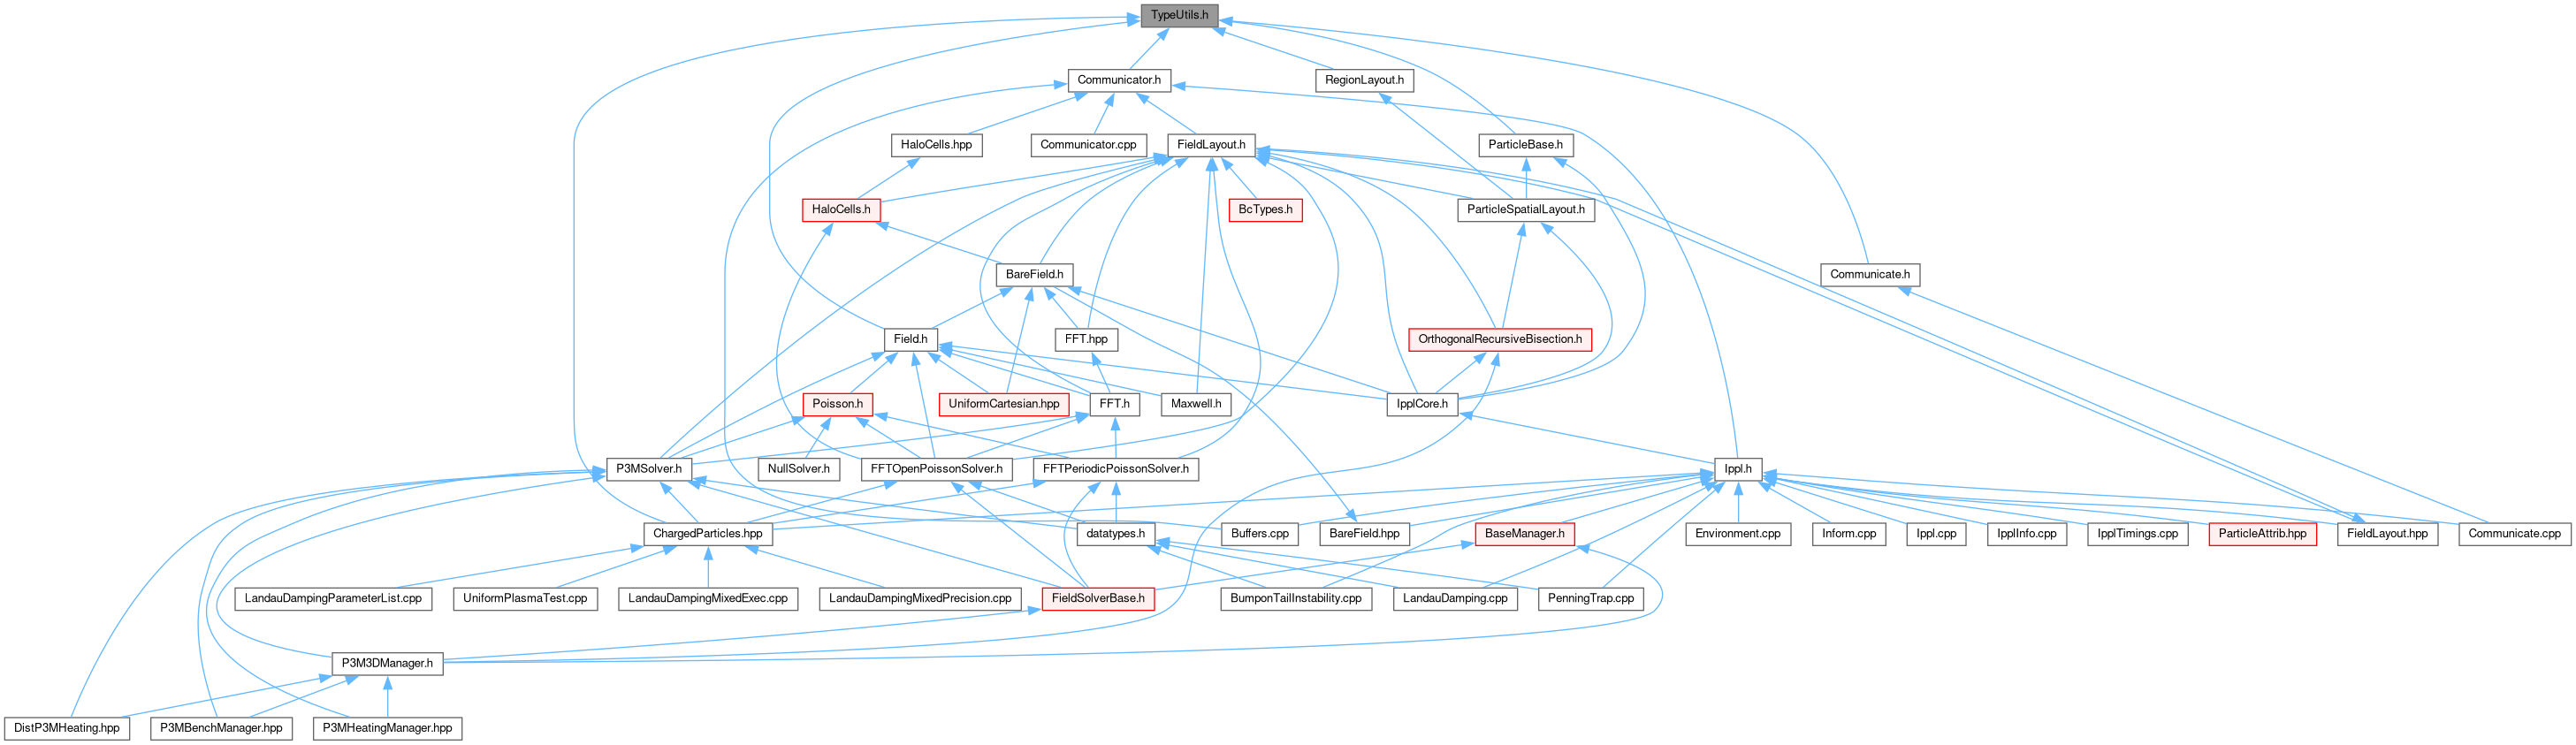 TypeUtils.h
Communicator.h
RegionLayout.h
HaloCells.hpp
Communicator.cpp
FieldLayout.h
ParticleBase.h
HaloCells.h
BcTypes.h
ParticleSpatialLayout.h
BareField.h
Communicate.h
Field.h
FFT.hpp
OrthogonalRecursiveBisection.h
Poisson.h
UniformCartesian.hpp
FFT.h
Maxwell.h
IpplCore.h
P3MSolver.h
NullSolver.h
FFTOpenPoissonSolver.h
FFTPeriodicPoissonSolver.h
Ippl.h
ChargedParticles.hpp
datatypes.h
Buffers.cpp
BareField.hpp
BaseManager.h
Environment.cpp
Inform.cpp
Ippl.cpp
IpplInfo.cpp
IpplTimings.cpp
ParticleAttrib.hpp
FieldLayout.hpp
Communicate.cpp
LandauDampingParameterList.cpp
UniformPlasmaTest.cpp
LandauDampingMixedExec.cpp
LandauDampingMixedPrecision.cpp
FieldSolverBase.h
BumponTailInstability.cpp
LandauDamping.cpp
PenningTrap.cpp
P3M3DManager.h
DistP3MHeating.hpp
P3MBenchManager.hpp
P3MHeatingManager.hpp